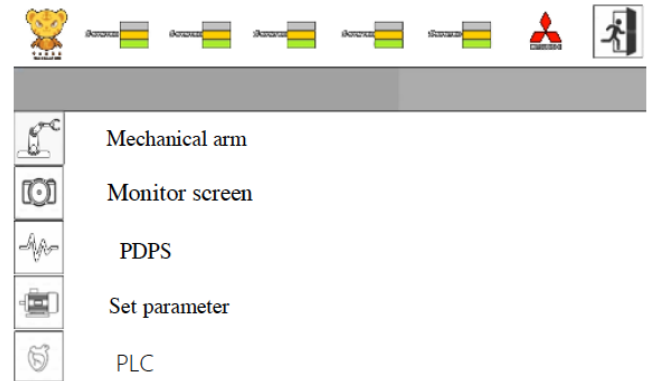 Mechanical arm
Monitor screen
PDPS
Set parameter
PLC